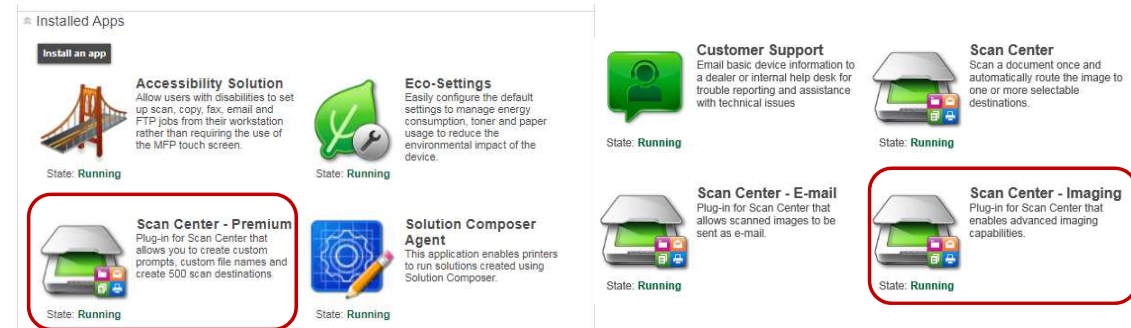 Installed Apps
Install an app
Accessibility Solution
Allow users with disabilities to set
up scan, copy, fax, email and
FTP jobs from their workstation
rather than requiring the use of
the MFP touch screen.
State: Running
Eco-Settings
Easily configure the default
settings to manage energy
consumption, toner and paper
usage to reduce the
environmental impact of the
device.
State: Running
Scan Center - Premium
Plug-in for Scan Center that
allows you to create custom
prompts, custom file names and
create 500 scan destinations
State: Running
Solution Composer
Agent
This application enables printers
to run solutions created using
Solution Composer.
State: Running
Customer Support
Email basic device information to
a dealer or internal help desk for
trouble reporting and assistance
with technical issues
State: Running
Scan Center
Scan a document once and
automatically route the image to
one or more selectable
destinations.
State: Running
Scan Center - E-mail
Plug-in for Scan Center that
allows scanned images to be
sent as e-mail.
State: Running
Scan Center - Imaging
Plug-in for Scan Center that
enables advanced imaging
capabilities.
State: Running